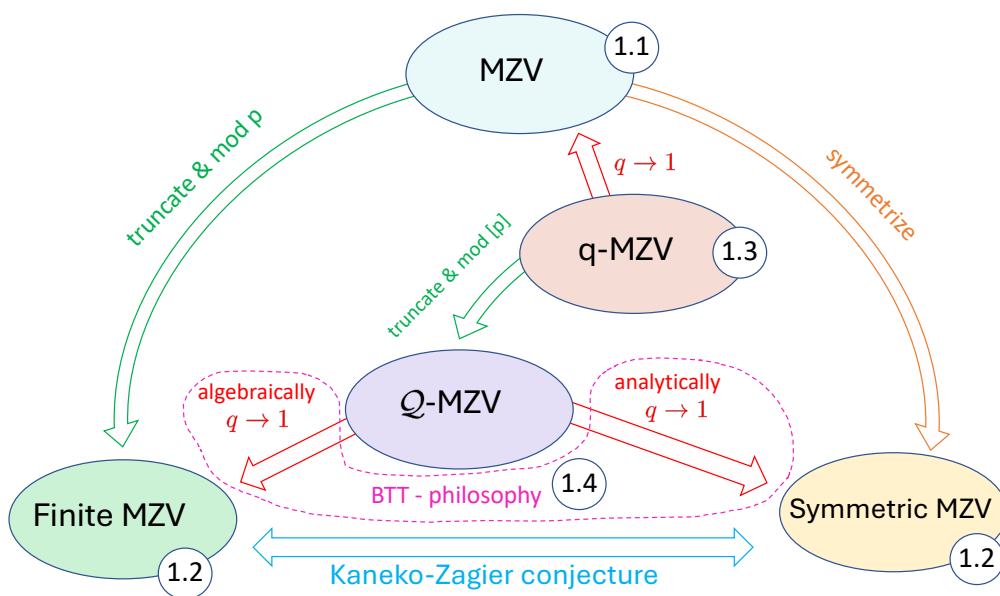 MZV
1.1
truncate & mod p
q → 1
symmetrize
q-MZV
1.3
truncate & mod [p]
𝒬-MZV
algebraically
q → 1
analytically
q → 1
BTT - philosophy
1.4
Finite MZV
1.2
Symmetric MZV
1.2
Kaneko-Zagier conjecture